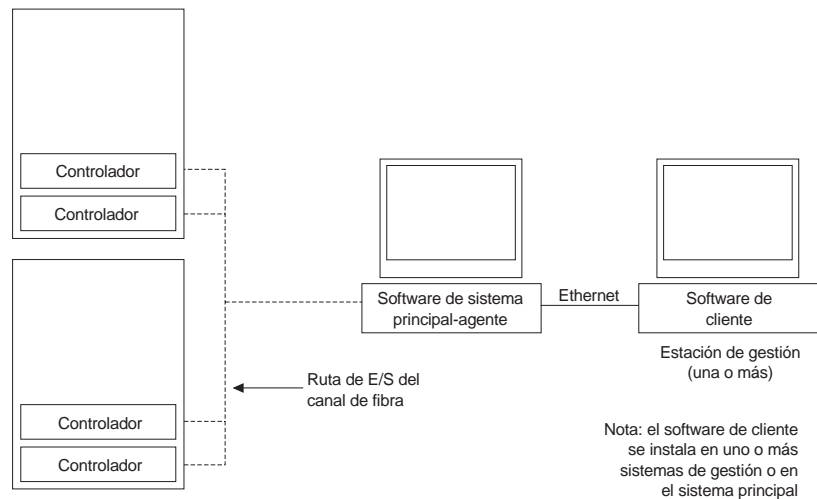 Controlador
Controlador
Software de sistema
principal-agente
Ethernet
Software de
cliente
Estación de gestión
(una o más)
Ruta de E/S del
canal de fibra
Controlador
Controlador
Nota: el software de cliente
se instala en uno o más
sistemas de gestión o en
el sistema principal